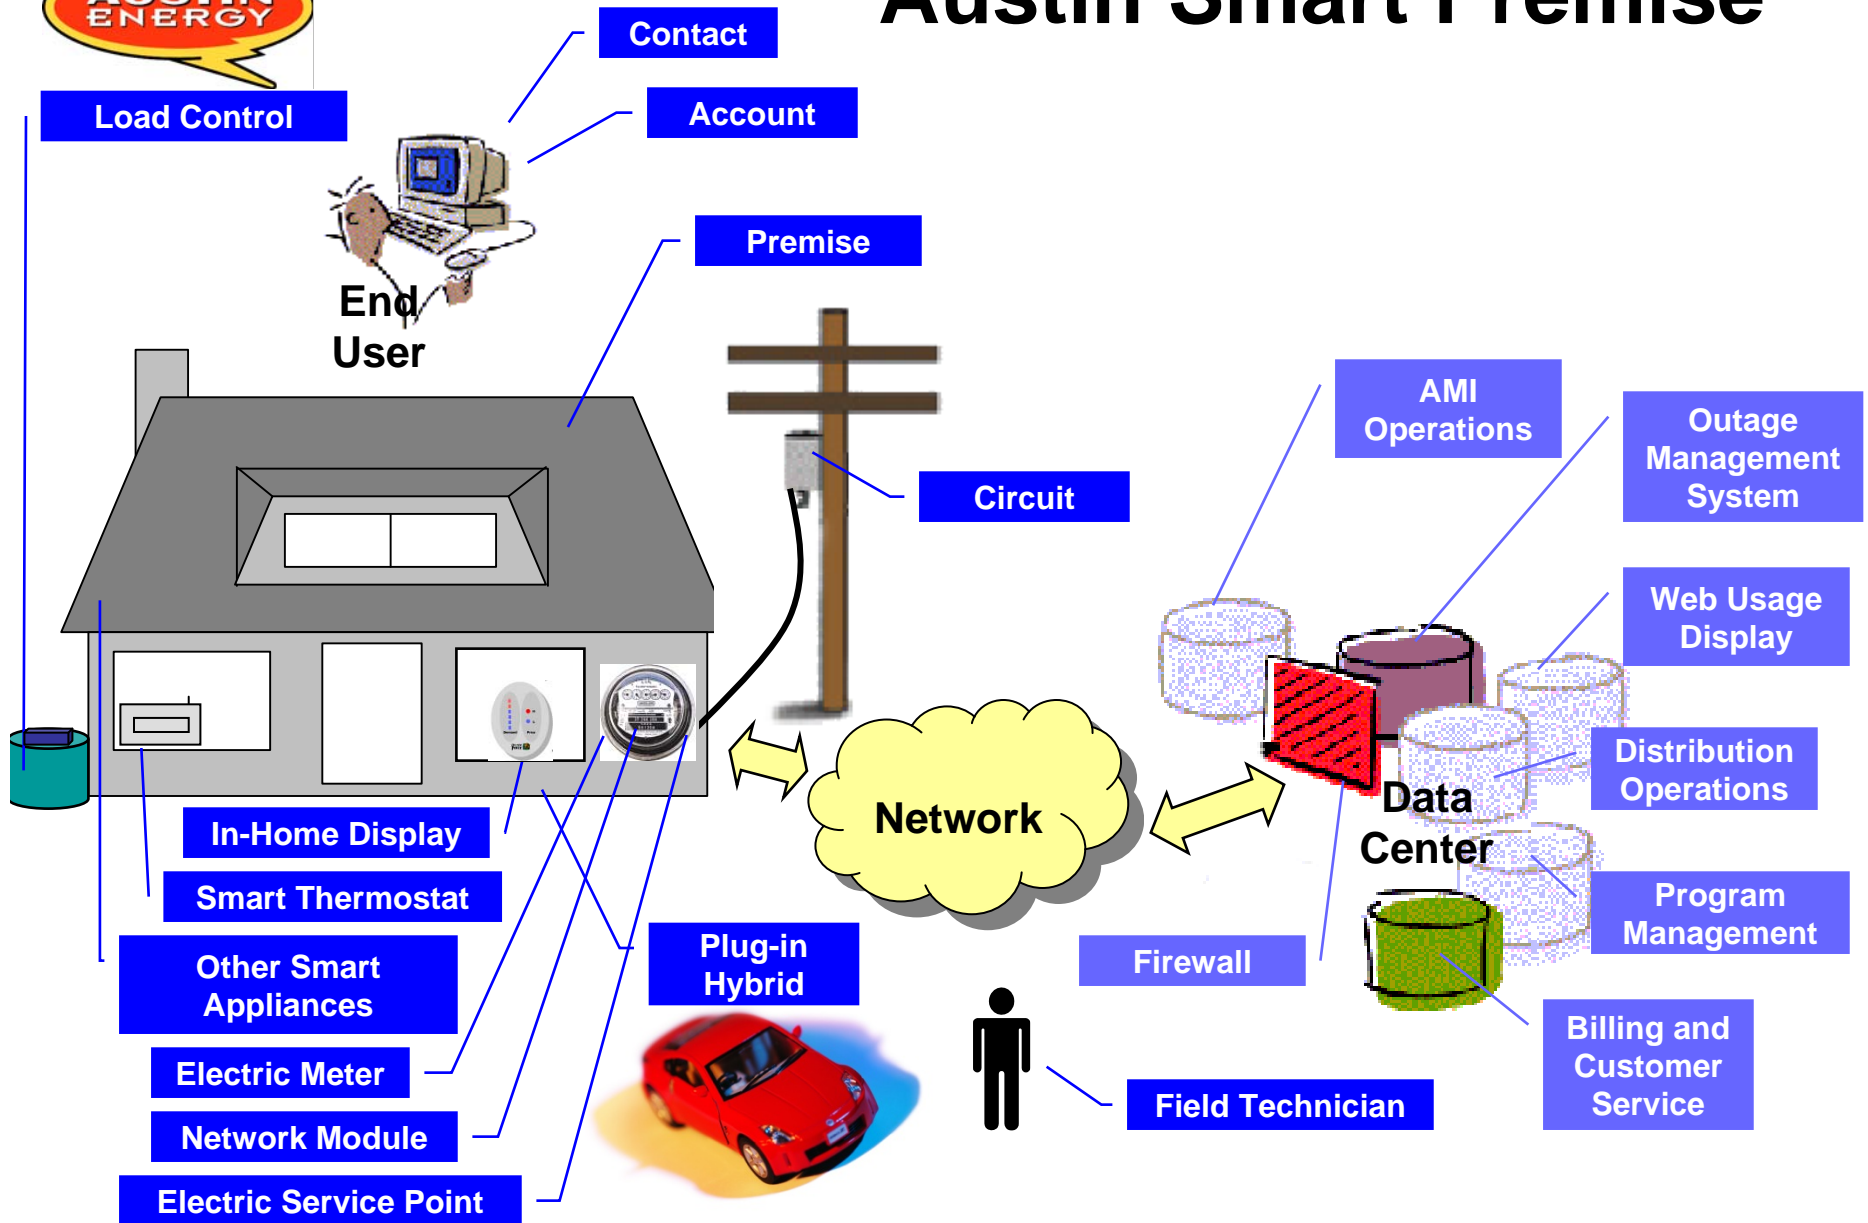 AUSTIN
ENERGY
Austin Smart Premise
Contact
Load Control
Account
Premise
End
User
AMI
Operations
Outage
Management
System
Circuit
Web Usage
Display
Distribution
Operations
Network
Data
Center
In-Home Display
Smart Thermostat
Program
Management
Plug-in
Hybrid
Firewall
Other Smart
Appliances
Billing and
Customer
Service
Electric Meter
Field Technician
Network Module
Electric Service Point